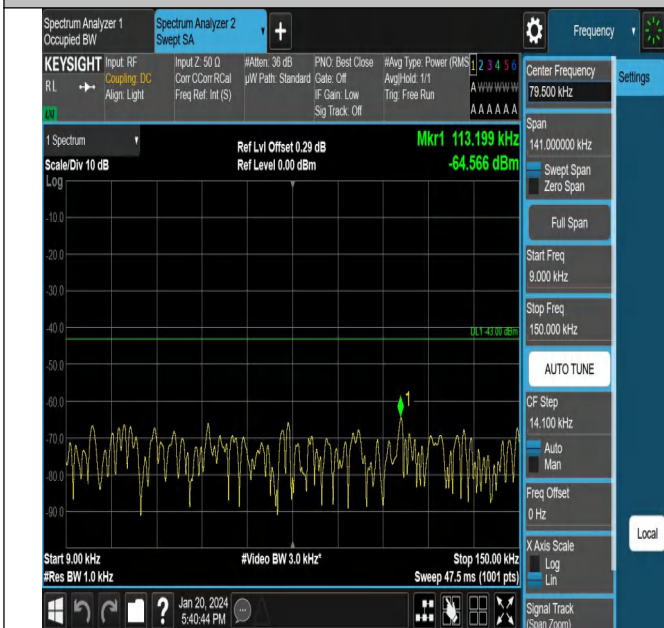 Spectrum Analyzer 1
Occupied BW
Spectrum Analyzer 2
Swept SA
+
Frequency
KEYSIGHT
RL
Input: RF
Coupling: DC
Align: Light
Input Z: 50 Ω
Corr CCorr RCal
Freq Ref: Int (S)
#Atten: 36 dB
µW Path: Standard
PNO: Best Close
Gate: Off
IF Gain: Low
Sig Track: Off
#Avg Type: Power (RMS
Avg|Hold: 1/1
Trig: Free Run
1 2 3 4 5 6
A W W W W W
A A A A A A
1 Spectrum
Scale/Div 10 dB
Ref Lvl Offset 0.29 dB
Ref Level 0.00 dBm
Mkr1 113.199 kHz
-64.566 dBm
Log
-10.0
-20.0
-30.0
-40.0
DL1 -43.00 dBm
-50.0
-60.0
1
-70.0
-80.0
-90.0
Start 9.00 kHz
#Res BW 1.0 kHz
#Video BW 3.0 kHz*
Stop 150.00 kHz
Sweep 47.5 ms (1001 pts)
Jan 20, 2024
5:40:44 PM
Center Frequency
79.500 kHz
Settings
Span
141.000000 kHz
Swept Span
Zero Span
Full Span
Start Freq
9.000 kHz
Stop Freq
150.000 kHz
AUTO TUNE
CF Step
14.100 kHz
Auto
Man
Freq Offset
0 Hz
Local
X Axis Scale
Log
Lin
Signal Track
(Span Zoom)